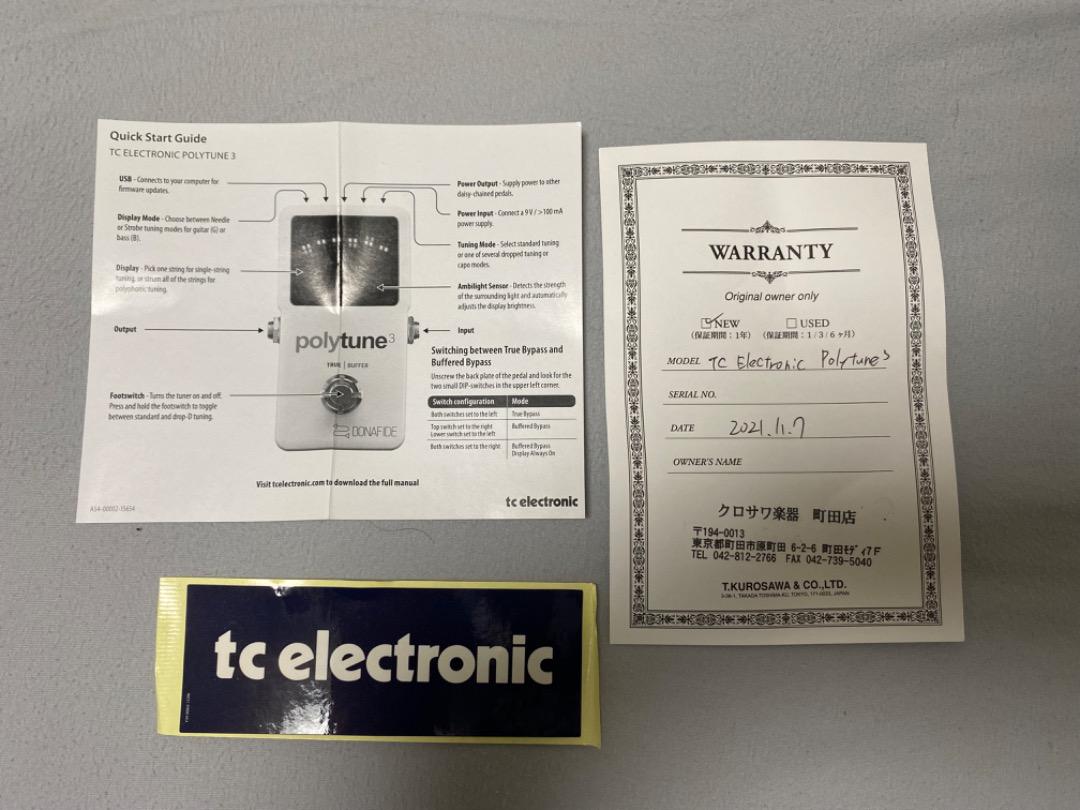 Quick Start Guide
TC ELECTRONIC POLYTUNE 3
USB - Connects to your computer for
firmware updates.
Display Mode - Choose between Needle
or Strobe tuning modes for guitar (G) or
bass (B).
Display - Pick one string for single-string
tuning, or strum all of the strings for
polyphonic tuning.
Output
Footswitch - Turns the tuner on and off.
Press and hold the footswitch to toggle
between standard and drop-D tuning.
polytune3
TRUE | BUFFER
BONAFIDE
Power Output - Supply power to other
daisy-chained pedals.
Power Input - Connect a 9 V / > 100 mA
power supply.
Tuning Mode - Select standard tuning
or one of several dropped tuning or
capo modes.
Ambilight Sensor - Detects the strength
of the surrounding light and automatically
adjusts the display brightness.
Input
Switching between True Bypass and
Buffered Bypass
Unscrew the back plate of the pedal and look for the
two small DIP-switches in the upper left corner.
Switch configuration Mode
Both switches set to the left True Bypass
Top switch set to the right Buffered Bypass
Lower switch set to the left
Both switches set to the right Buffered Bypass
Display Always On
Visit tcelectronic.com to download the full manual
A54-00002-15654
tc electronic
WARRANTY
Original owner only
NEW USED
(保証期間：1年) (保証期間：1/3/6ヶ月)
MODEL TC Electronic Polytune3
SERIAL NO.
DATE 2021.11.7
OWNER'S NAME
クロサワ楽器 町田店
〒194-0013
東京都町田市原町田 6-2-6 町田ﾓﾃﾞｨ7F
TEL 042-812-2766 FAX 042-739-5040
T.KUROSAWA & CO.,LTD.
tc electronic